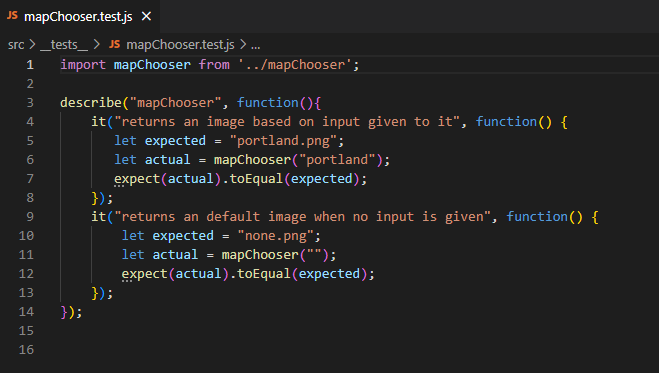 JS mapChooser.test.js ×
src > __tests__ > JS mapChooser.test.js > ...
1 import mapChooser from '../mapChooser';
2
3 describe("mapChooser", function(){
4 it("returns an image based on input given to it", function() {
5 let expected = "portland.png";
6 let actual = mapChooser("portland");
7 expect(actual).toEqual(expected);
8 });
9 it("returns an default image when no input is given", function() {
10 let expected = "none.png";
11 let actual = mapChooser("");
12 expect(actual).toEqual(expected);
13 });
14 });
15
16